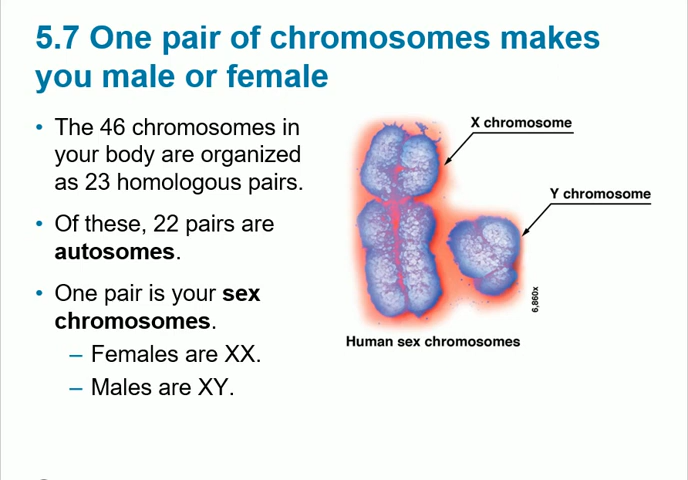 5.7 One pair of chromosomes makes
you male or female
• The 46 chromosomes in
your body are organized
as 23 homologous pairs.
• Of these, 22 pairs are
autosomes.
• One pair is your sex
chromosomes.
– Females are XX.
– Males are XY.
X chromosome
Y chromosome
6,860x
Human sex chromosomes